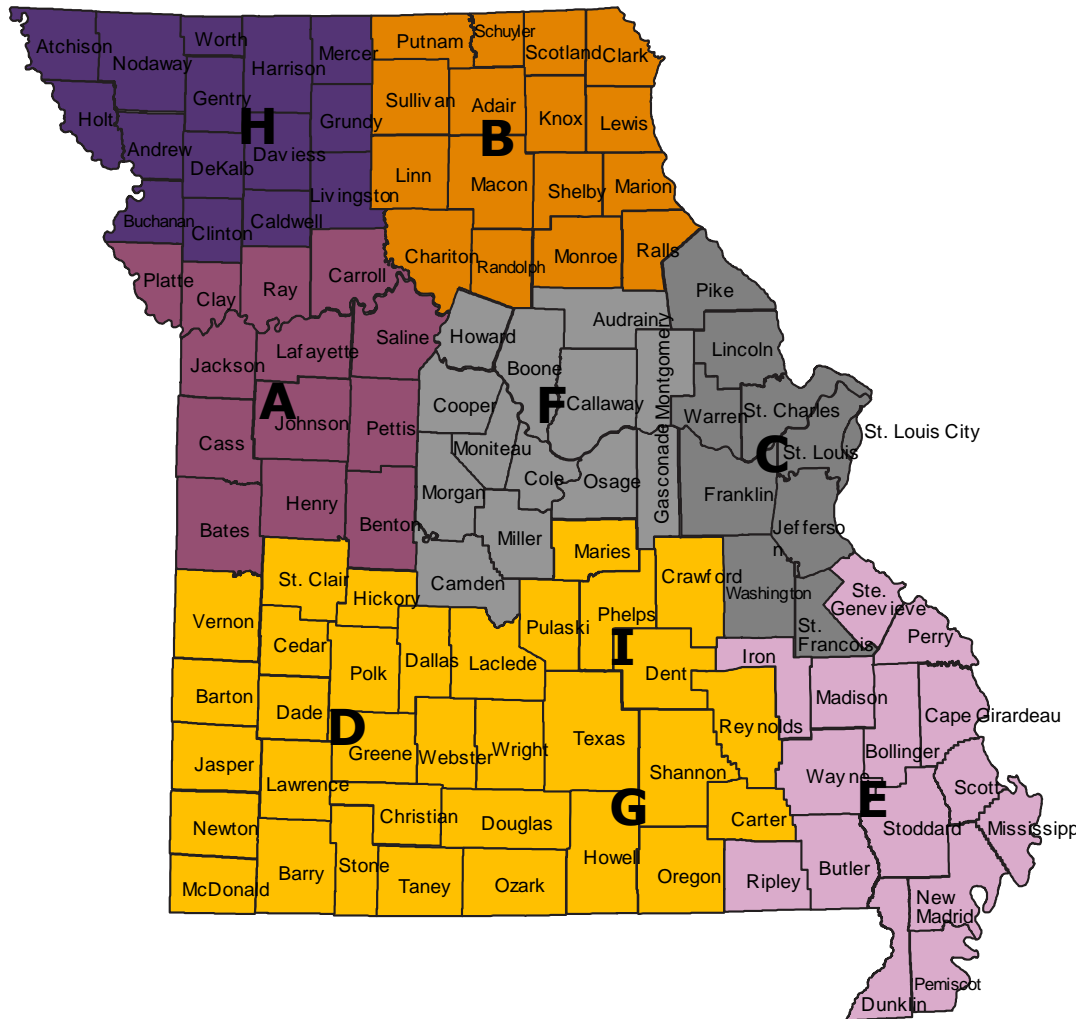 Atchison
Nodaway
Worth
Harrison
Mercer
Putnam
Schuyler
Scotland
Clark
Gentry
Sullivan
Adair
Holt
H
Grundy
B
Knox
Lewis
Andrew
DeKalb
Daviess
Livingston
Linn
Macon
Shelby
Marion
Buchanan
Clinton
Caldwell
Chariton
Randolph
Monroe
Ralls
Platte
Clay
Ray
Carroll
Pike
Audrain
Howard
Saline
Lafayette
Jackson
Boone
Lincoln
A
Johnson
Cooper
F
Callaway
Gasconade Montgomery
Warren
St. Charles
St. Louis City
Cass
Pettis
Moniteau
C
St. Louis
Morgan
Cole
Osage
Franklin
Henry
Bates
Benton
Miller
Jefferso
n
Maries
St. Clair
Hickory
Camden
Crawford
Washington
Ste.
Genevieve
Vernon
Cedar
Pulaski
Phelps
St.
Francois
Perry
Polk
Dallas
Laclede
I
Dent
Iron
Barton
Dade
Madison
Cape Girardeau
D
Greene
Webster
Wright
Texas
Reynolds
Bollinger
Jasper
Lawrence
Shannon
Wayne
Scott
Newton
Christian
Douglas
G
Carter
E
Stoddard
Mississipp
McDonald
Barry
Stone
Taney
Ozark
Howell
Oregon
Ripley
Butler
New
Madrid
Pemiscot
Dunklin